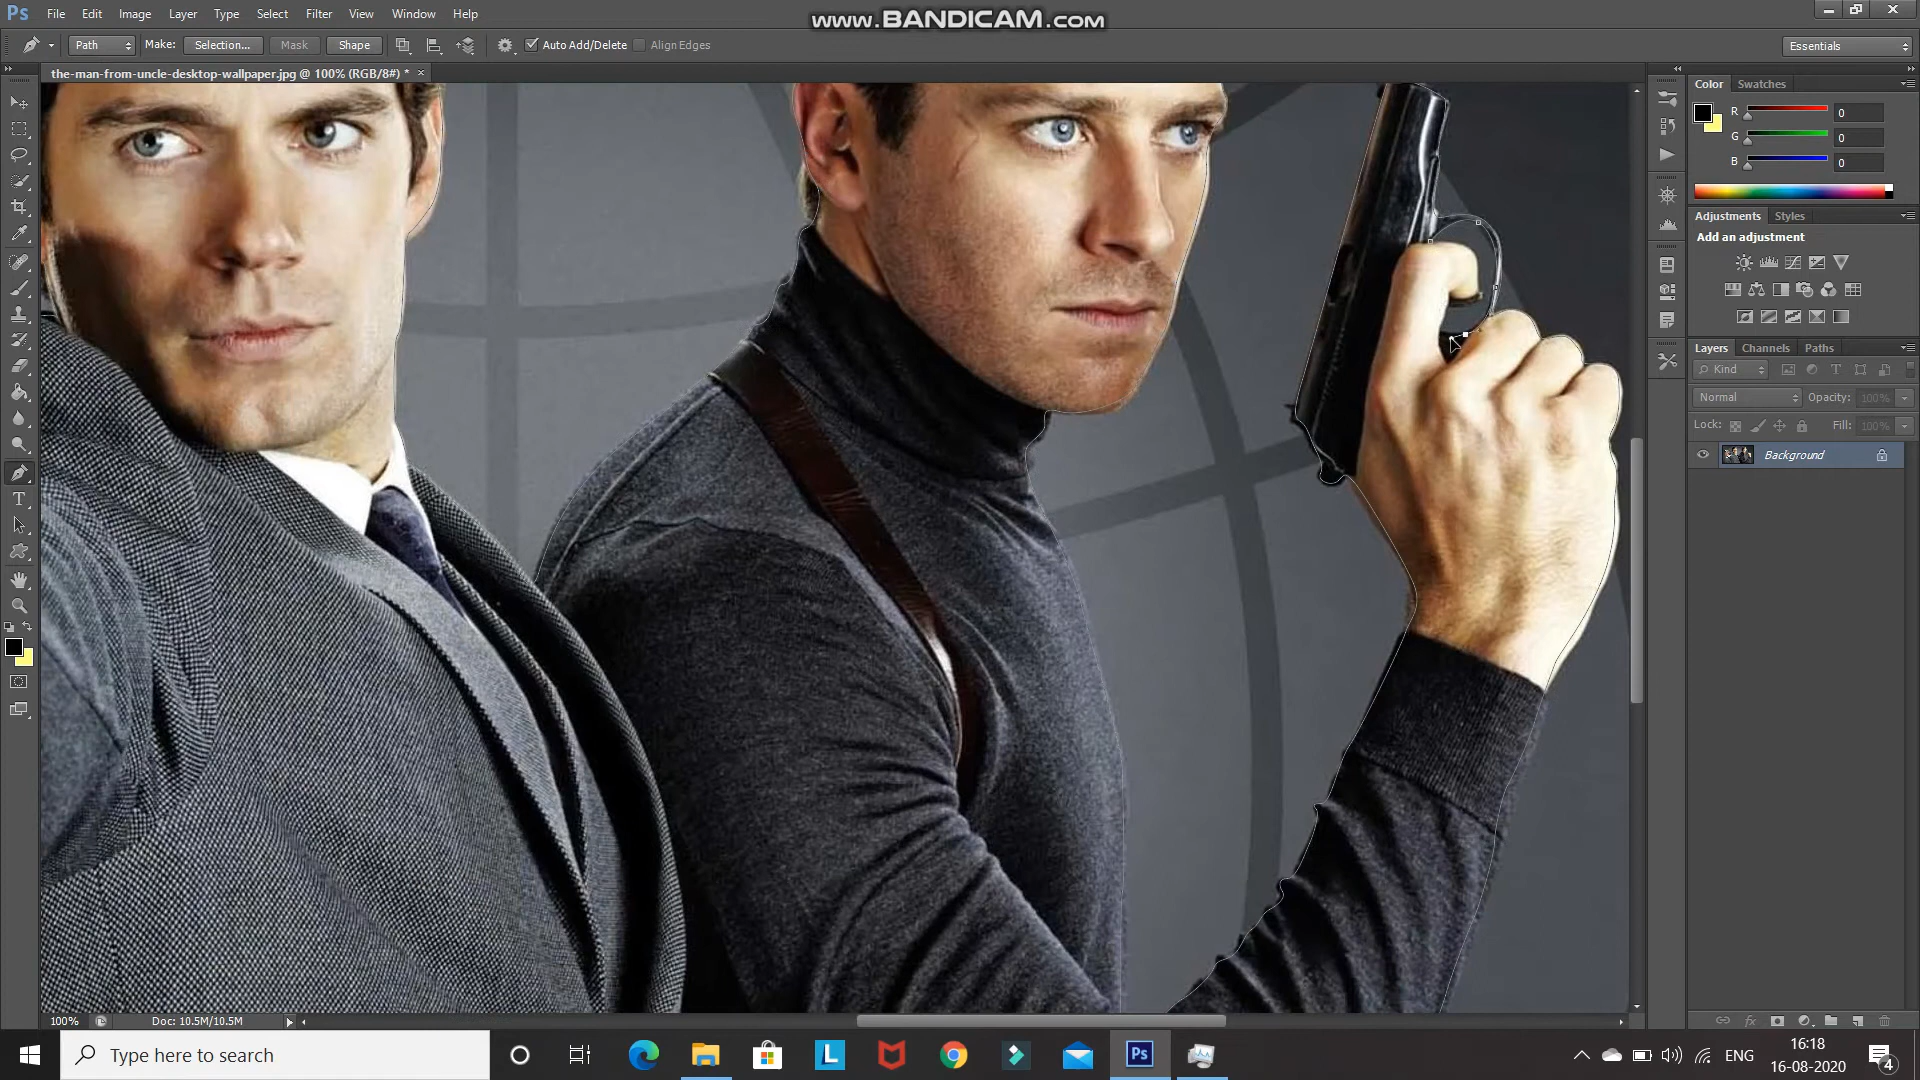 www.BANDICAM.com
Ps File Edit Image Layer Type Select Filter View Window Help
Path Make: Selection... Mask Shape Auto Add/Delete Align Edges Essentials
the-man-from-uncle-desktop-wallpaper.jpg @ 100% (RGB/8#) * ×
Color Swatches
R 0
G 0
B 0
Adjustments Styles
Add an adjustment
Layers Channels Paths
Kind
Normal Opacity: 100%
Lock: Fill: 100%
Background
100% Doc: 10.5M/10.5M
Type here to search
L
Ps
ENG
16:18
16-08-2020
4